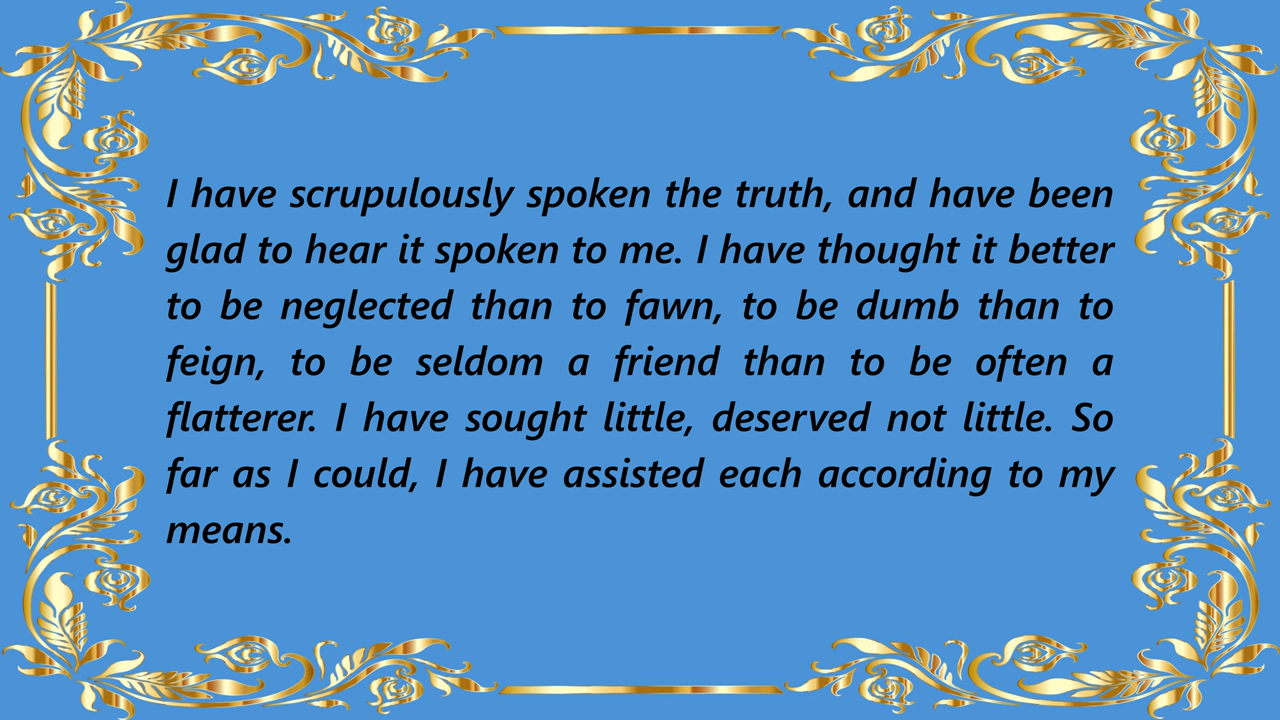 I have scrupulously spoken the truth, and have been
glad to hear it spoken to me. I have thought it better
to be neglected than to fawn, to be dumb than to
feign, to be seldom a friend than to be often a
flatterer. I have sought little, deserved not little. So
far as I could, I have assisted each according to my
means.